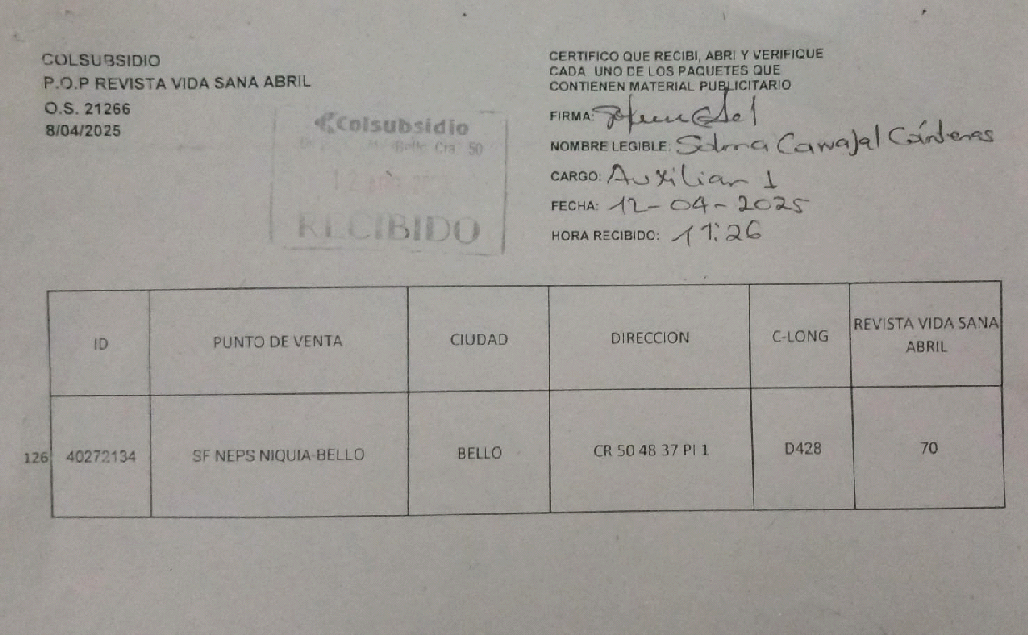 COLSUBSIDIO
P.O.P REVISTA VIDA SANA ABRIL
O.S. 21266
8/04/2025
Colsubsidio
Bello Cra. 50
RECIBIDO
CERTIFICO QUE RECIBI, ABRI Y VERIFIQUE
CADA UNO DE LOS PAQUETES QUE
CONTIENEN MATERIAL PUBLICITARIO
FIRMA:
NOMBRE LEGIBLE: Carvajal Cárdenas
CARGO: Auxiliar 1
FECHA: 12-04-2025
HORA RECIBIDO: 11:26
ID PUNTO DE VENTA CIUDAD DIRECCION C-LONG REVISTA VIDA SANA
ABRIL
126 40272134 SF NEPS NIQUIA-BELLO BELLO CR 50 48 37 PI 1 D428 70